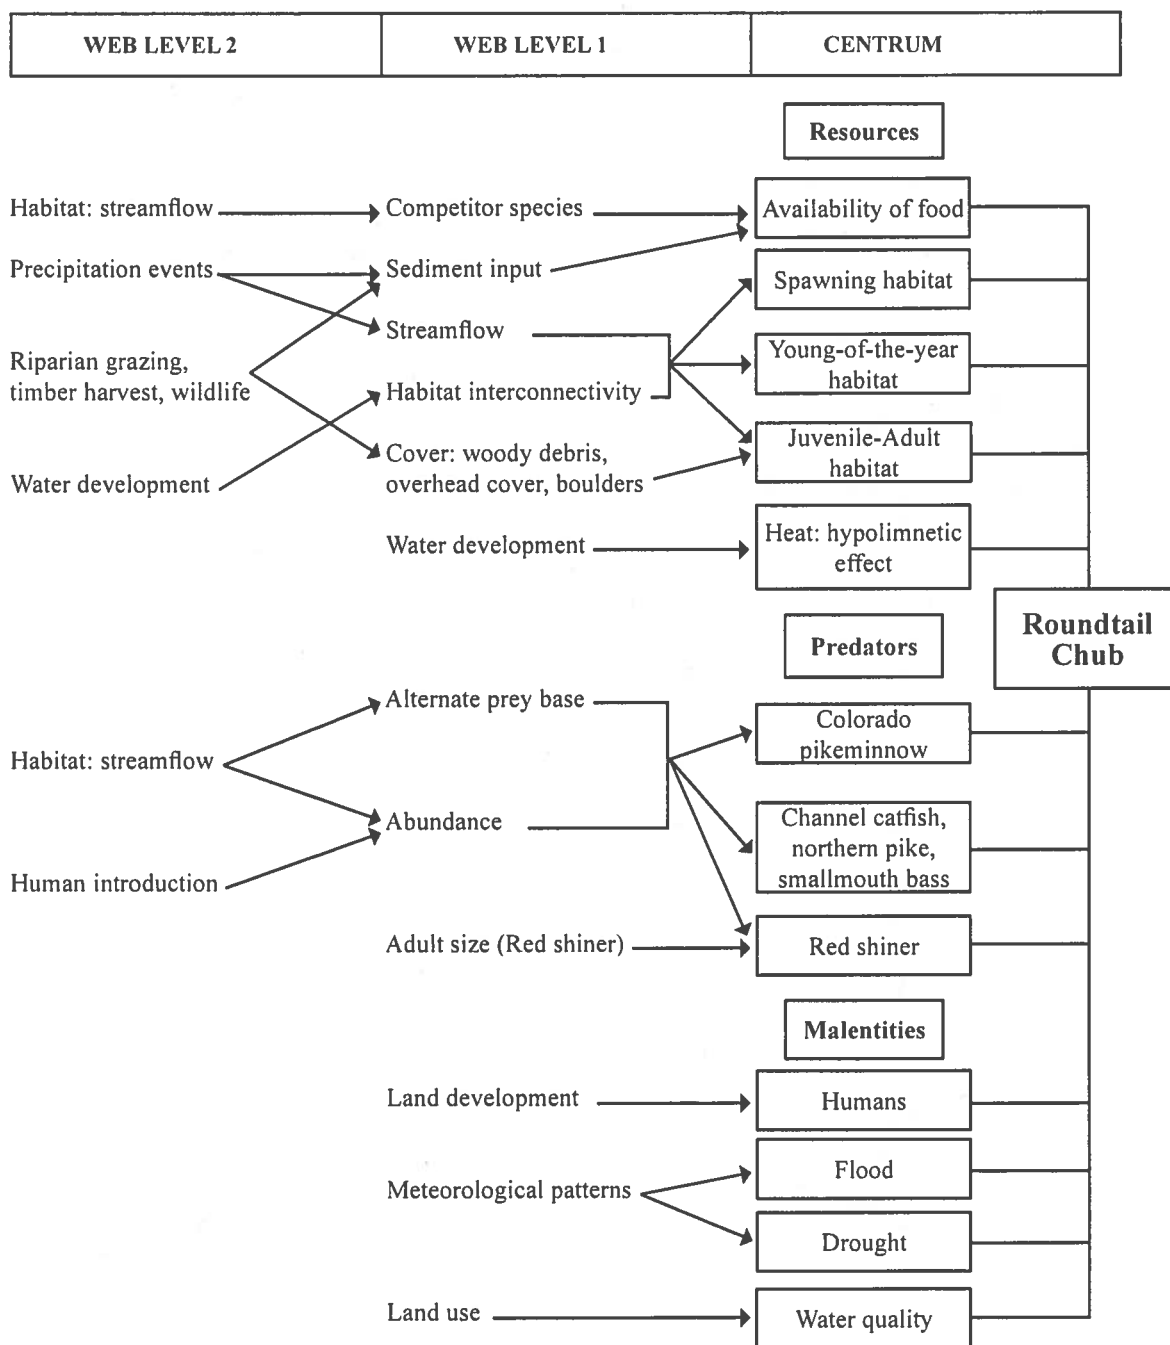 WEB LEVEL 2
WEB LEVEL 1
CENTRUM
Resources
Habitat: streamflow
Competitor species
Availability of food
Precipitation events
Sediment input
Spawning habitat
Streamflow
Riparian grazing,
timber harvest, wildlife
Habitat interconnectivity
Young-of-the-year
habitat
Water development
Cover: woody debris,
overhead cover, boulders
Juvenile-Adult
habitat
Water development
Heat: hypolimnetic
effect
Roundtail
Chub
Predators
Alternate prey base
Colorado
pikeminnow
Habitat: streamflow
Abundance
Channel catfish,
northern pike,
smallmouth bass
Human introduction
Adult size (Red shiner)
Red shiner
Malentities
Land development
Humans
Meteorological patterns
Flood
Drought
Land use
Water quality